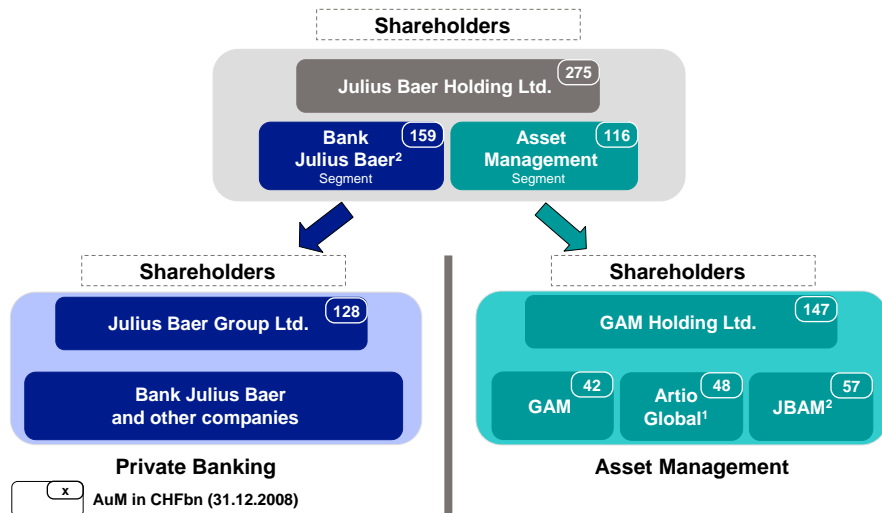 Shareholders
Julius Baer Holding Ltd.
275
Bank
Julius Baer²
Segment
159
Asset
Management
Segment
116
Shareholders
Julius Baer Group Ltd.
128
Bank Julius Baer
and other companies
Private Banking
Shareholders
GAM Holding Ltd.
147
GAM
42
Artio
Global¹
48
JBAM²
57
Asset Management
x
AuM in CHFbn (31.12.2008)